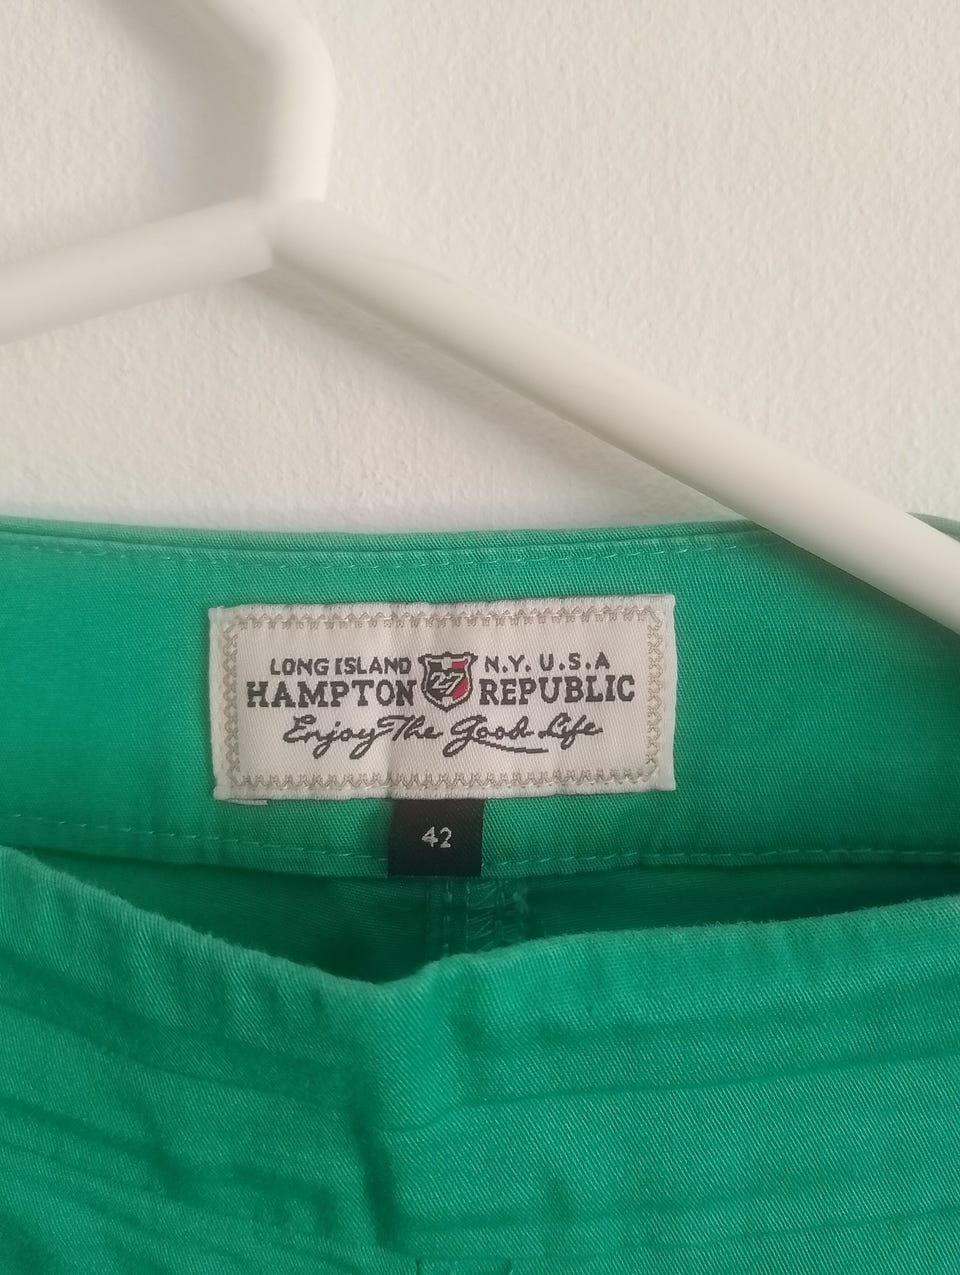 LONG ISLAND 27 N.Y. U.S.A
HAMPTON REPUBLIC
Enjoy The Good Life
42